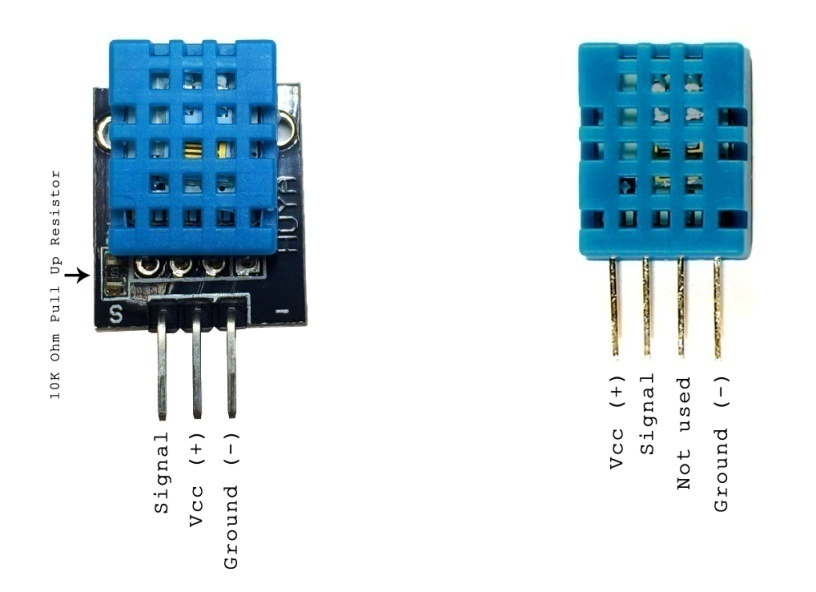 10K Ohm Pull Up Resistor
HUYA
S
-
Signal
Vcc (+)
Ground (-)
Vcc (+)
Signal
Not used
Ground (-)